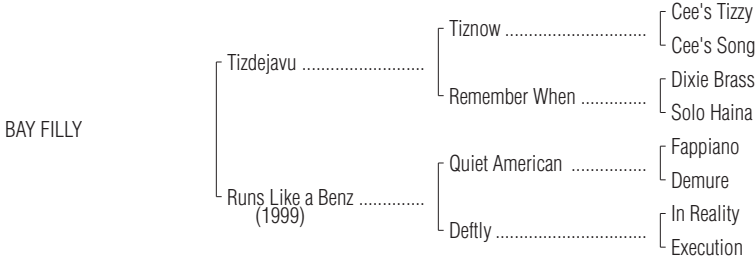 Cee's Tizzy
Tiznow ..............................
Cee's Song
Tizdejavu ..........................
Dixie Brass
Remember When ..............
Solo Haina
BAY FILLY
Fappiano
Quiet American ................
Demure
Runs Like a Benz ..............
(1999)
In Reality
Deftly ................................
Execution